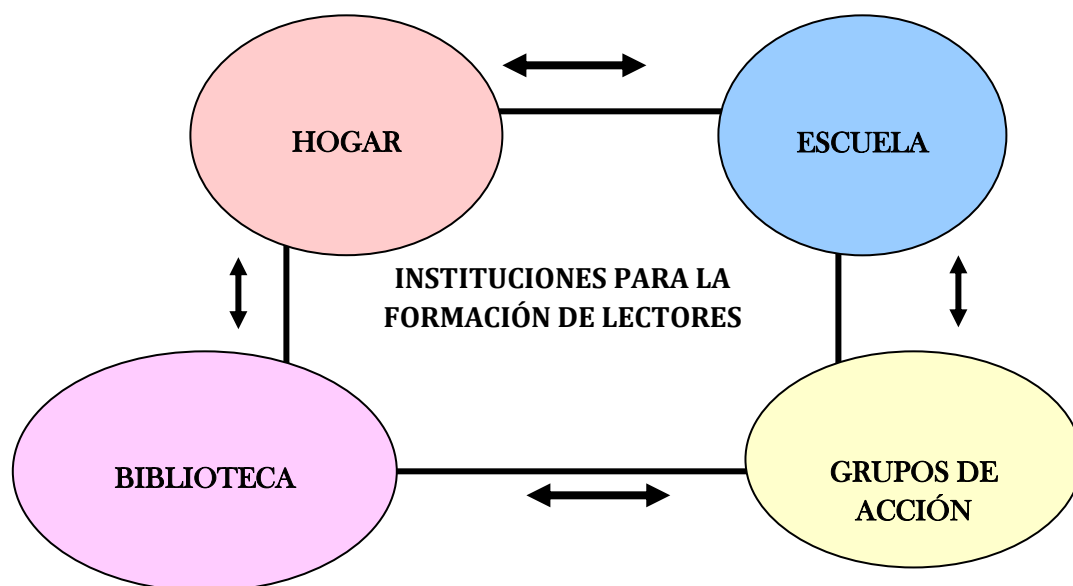 HOGAR
ESCUELA
INSTITUCIONES PARA LA
FORMACIÓN DE LECTORES
BIBLIOTECA
GRUPOS DE
ACCIÓN